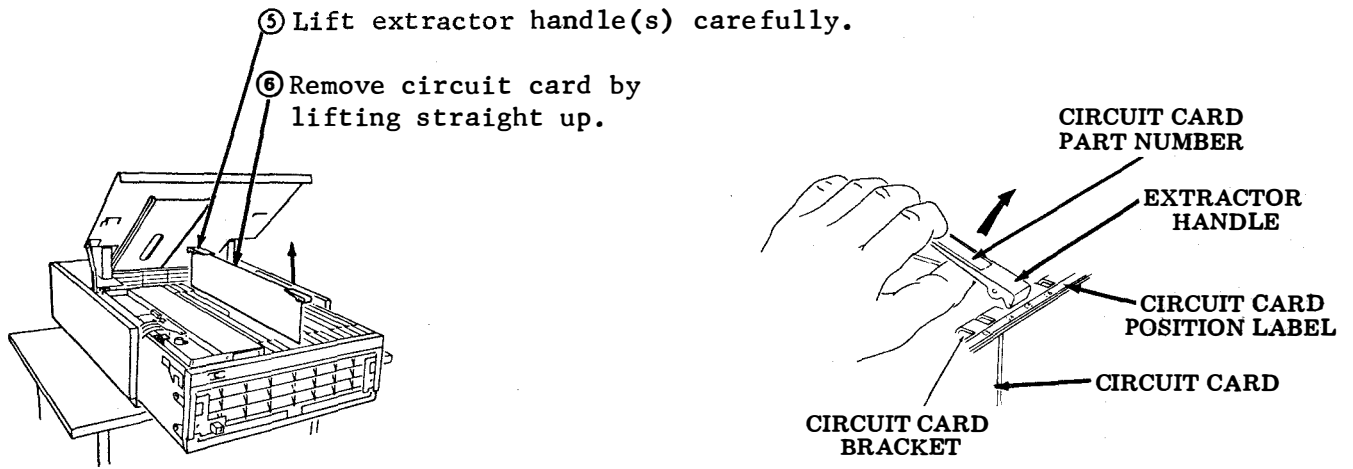 ⑤ Lift extractor handle(s) carefully.
⑥ Remove circuit card by
lifting straight up.
CIRCUIT CARD
PART NUMBER
EXTRACTOR
HANDLE
CIRCUIT CARD
POSITION LABEL
CIRCUIT CARD
CIRCUIT CARD
BRACKET